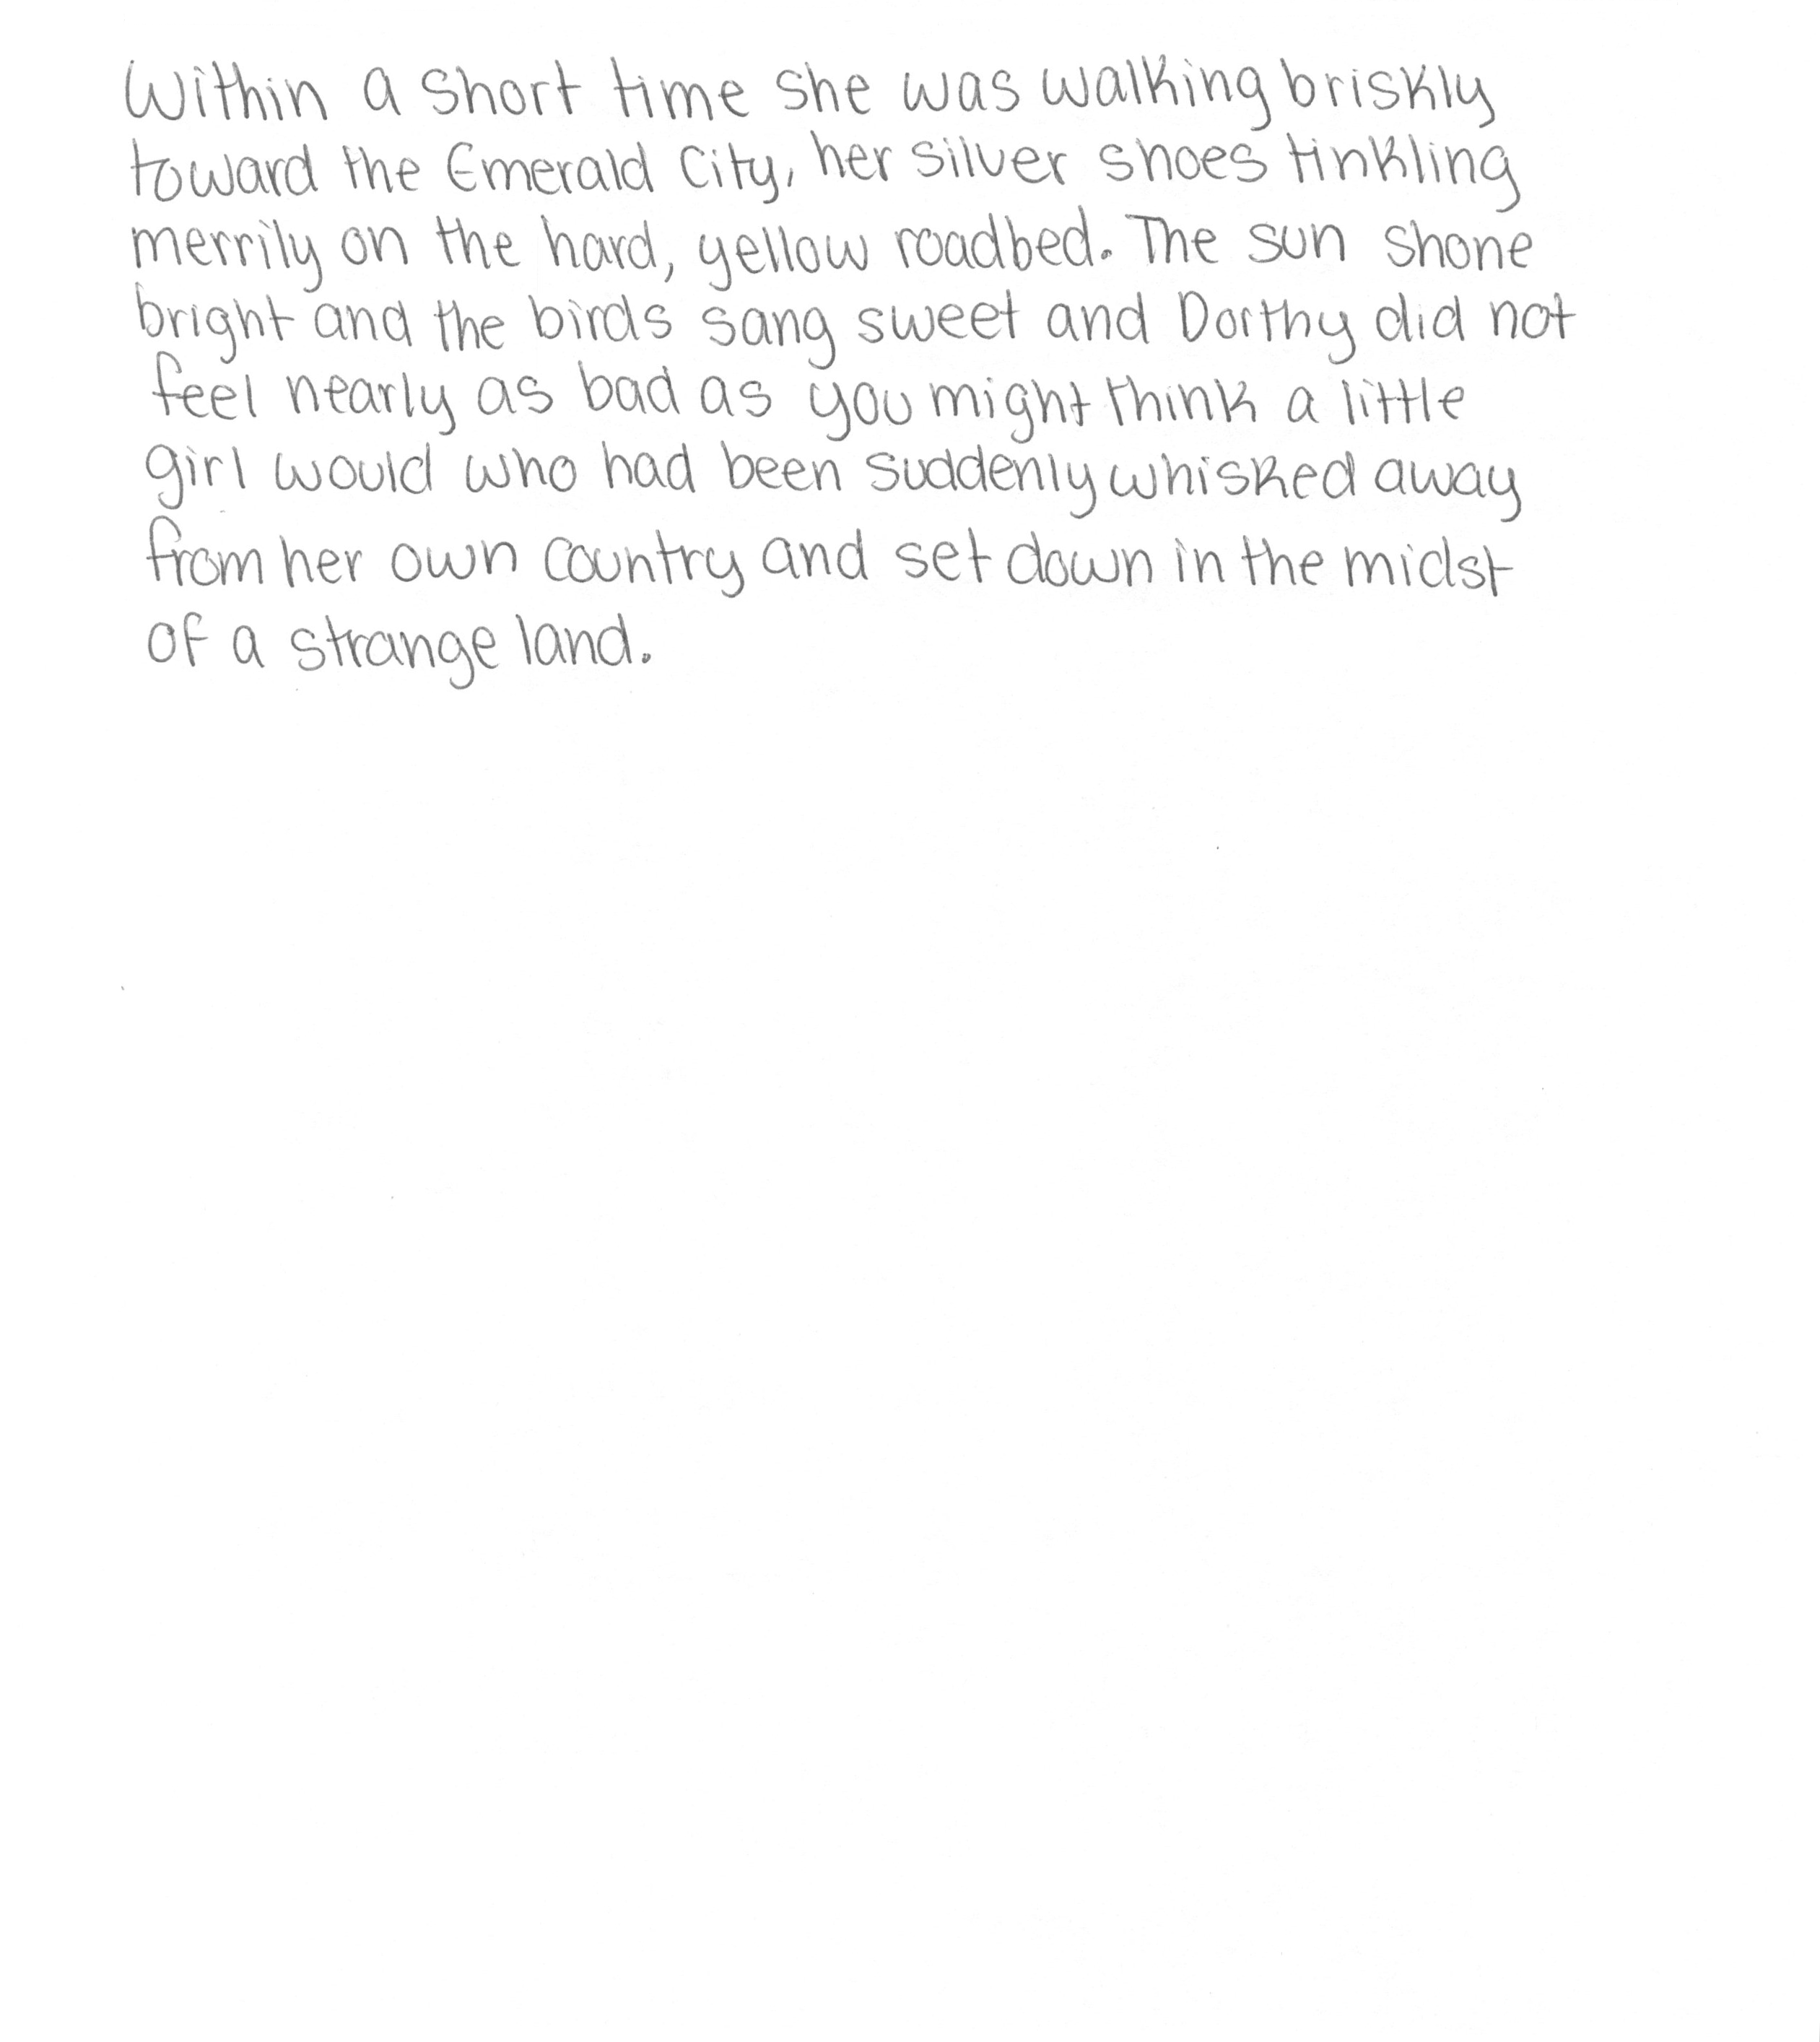 Within a short time she was walking briskly
toward the Emerald City, her silver shoes tinkling
merrily on the hard, yellow roadbed. The sun shone
bright and the birds sang sweet and Dorthy did not
feel nearly as bad as you might think a little
girl would who had been suddenly whisked away
from her own country and set down in the midst
of a strange land.